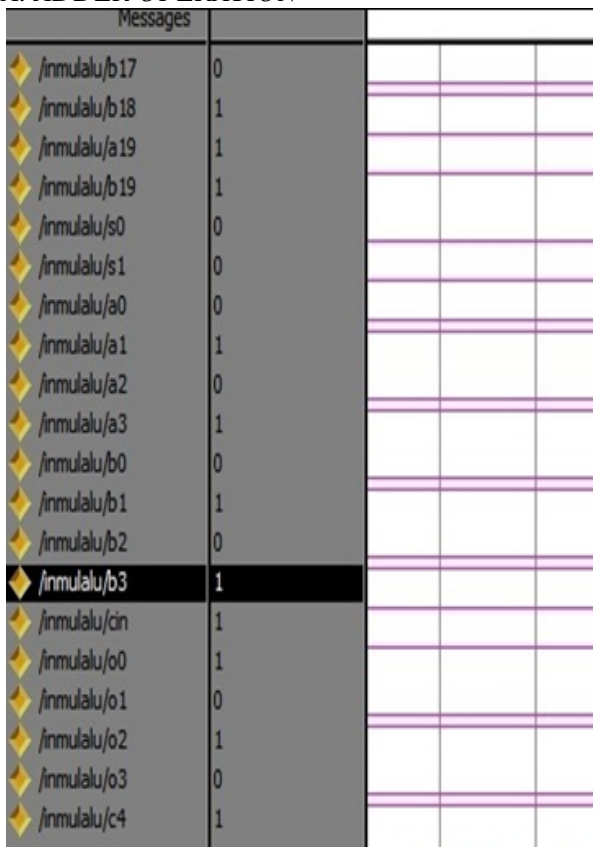 Messages
/inmulalu/b17 0
/inmulalu/b18 1
/inmulalu/a19 1
/inmulalu/b19 1
/inmulalu/s0 0
/inmulalu/s1 0
/inmulalu/a0 0
/inmulalu/a1 1
/inmulalu/a2 0
/inmulalu/a3 1
/inmulalu/b0 0
/inmulalu/b1 1
/inmulalu/b2 0
/inmulalu/b3 1
/inmulalu/cin 1
/inmulalu/o0 1
/inmulalu/o1 0
/inmulalu/o2 1
/inmulalu/o3 0
/inmulalu/c4 1